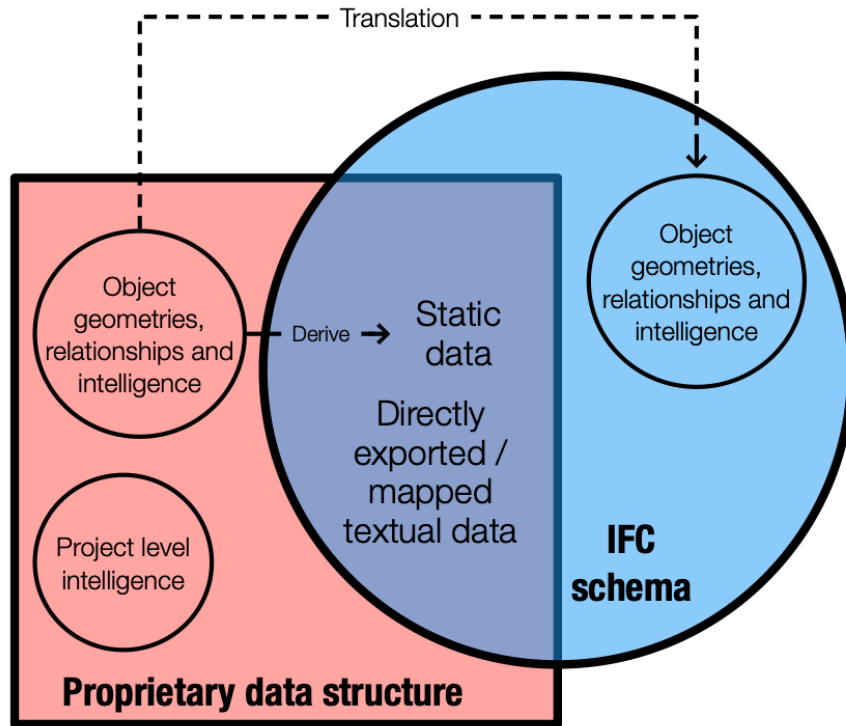 Translation
Object
geometries,
relationships and
intelligence
Derive
Static
data
Directly
exported /
mapped
textual data
Object
geometries,
relationships and
intelligence
Project level
intelligence
IFC
schema
Proprietary data structure